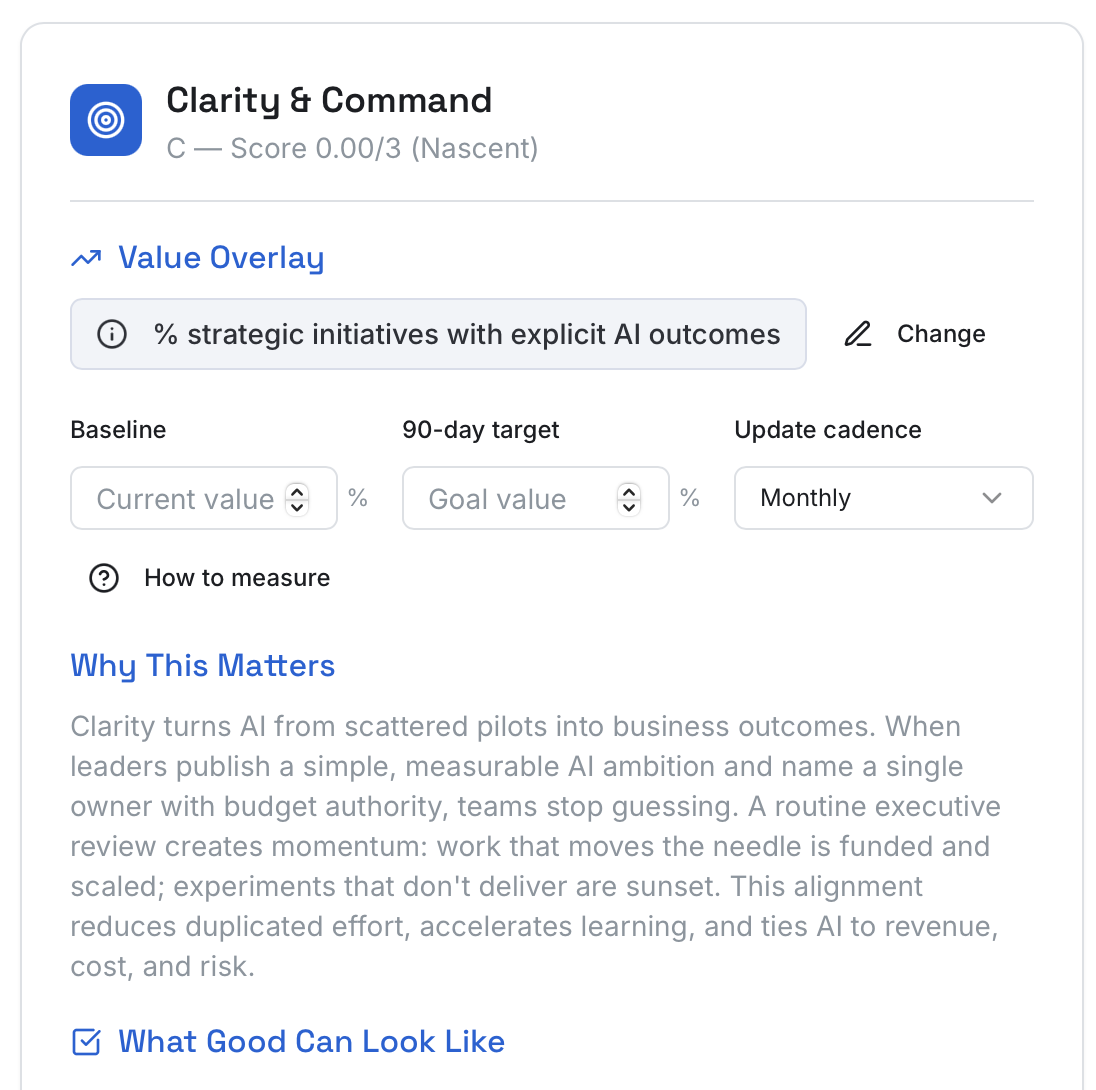 Clarity & Command
C — Score 0.00/3 (Nascent)
Value Overlay
% strategic initiatives with explicit AI outcomes
Change
Baseline
90-day target
Update cadence
Current value
%
Goal value
%
Monthly
How to measure
Why This Matters
Clarity turns AI from scattered pilots into business outcomes. When
leaders publish a simple, measurable AI ambition and name a single
owner with budget authority, teams stop guessing. A routine executive
review creates momentum: work that moves the needle is funded and
scaled; experiments that don't deliver are sunset. This alignment
reduces duplicated effort, accelerates learning, and ties AI to revenue,
cost, and risk.
What Good Can Look Like